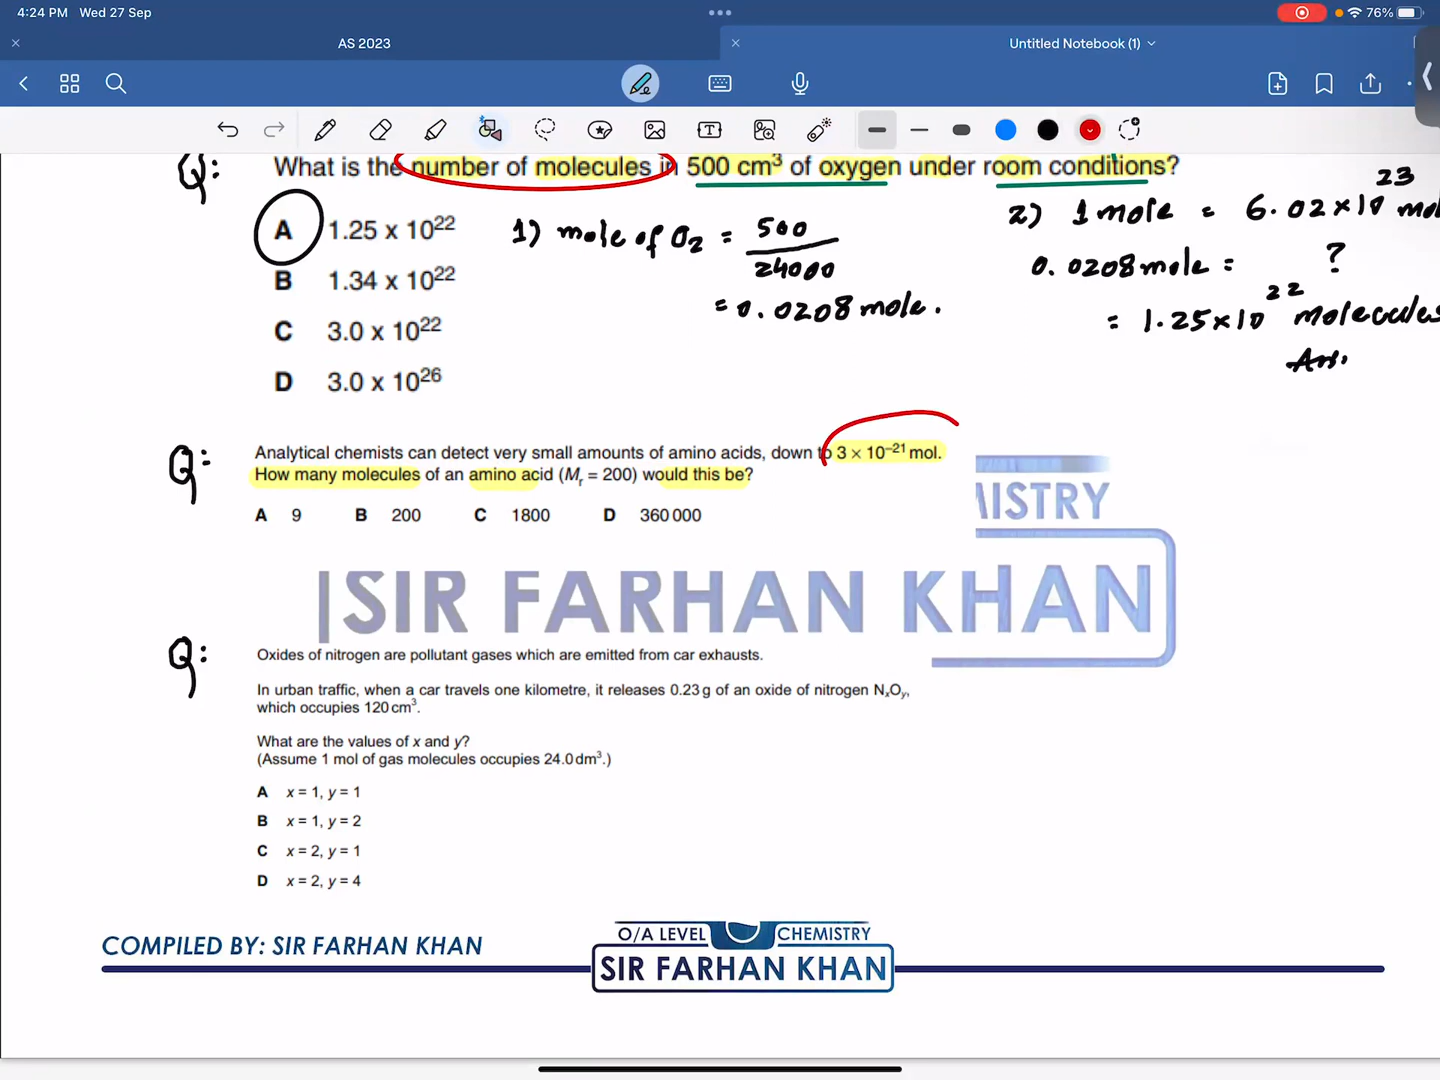 4:24 PM Wed 27 Sep
76%
AS 2023
Untitled Notebook (1)
Q: What is the number of molecules in 500 cm³ of oxygen under room conditions?
A 1.25 x 10²²
B 1.34 x 10²²
C 3.0 x 10²²
D 3.0 x 10²⁶
1) mole of O₂ = 500
24000
= 0.0208 mole.
2) 1 mole = 6.02×10²³
0.0208 mole = ?
= 1.25×10²² molecules
Ans.
Q: Analytical chemists can detect very small amounts of amino acids, down to 3 × 10⁻²¹ mol.
How many molecules of an amino acid (Mᵣ = 200) would this be?
A 9 B 200 C 1800 D 360 000
SIR FARHAN KHAN
Q: Oxides of nitrogen are pollutant gases which are emitted from car exhausts.
In urban traffic, when a car travels one kilometre, it releases 0.23 g of an oxide of nitrogen NₓOᵧ,
which occupies 120 cm³.
What are the values of x and y?
(Assume 1 mol of gas molecules occupies 24.0 dm³.)
A x = 1, y = 1
B x = 1, y = 2
C x = 2, y = 1
D x = 2, y = 4
COMPILED BY: SIR FARHAN KHAN
O/A LEVEL CHEMISTRY
SIR FARHAN KHAN